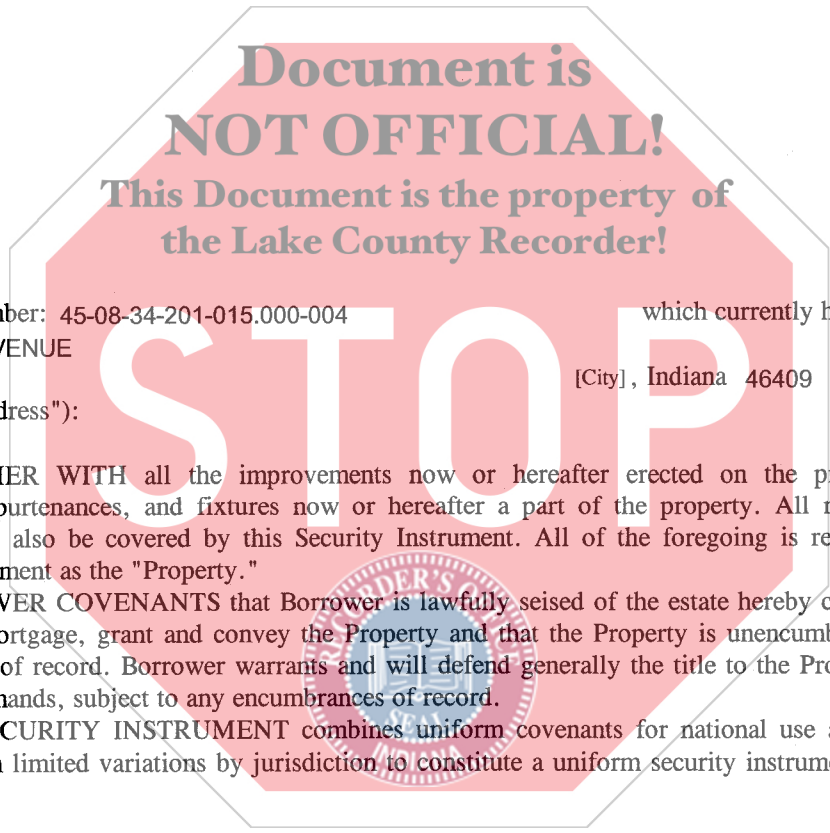 Document is
NOT OFFICIAL!
This Document is the property of
the Lake County Recorder!
nber: 45-08-34-201-015.000-004 which currently h
VENUE
[City], Indiana 46409
dress"):
STOP
IER WITH all the improvements now or hereafter erected on the p
purtenances, and fixtures now or hereafter a part of the property. All r
also be covered by this Security Instrument. All of the foregoing is re
ment as the "Property."
VER COVENANTS that Borrower is lawfully seised of the estate hereby c
ortgage, grant and convey the Property and that the Property is unencumb
of record. Borrower warrants and will defend generally the title to the Pro
nands, subject to any encumbrances of record.
CURITY INSTRUMENT combines uniform covenants for national use a
limited variations by jurisdiction to constitute a uniform security instrume
RECORDER'S OFFICE
SEAL
INDIANA